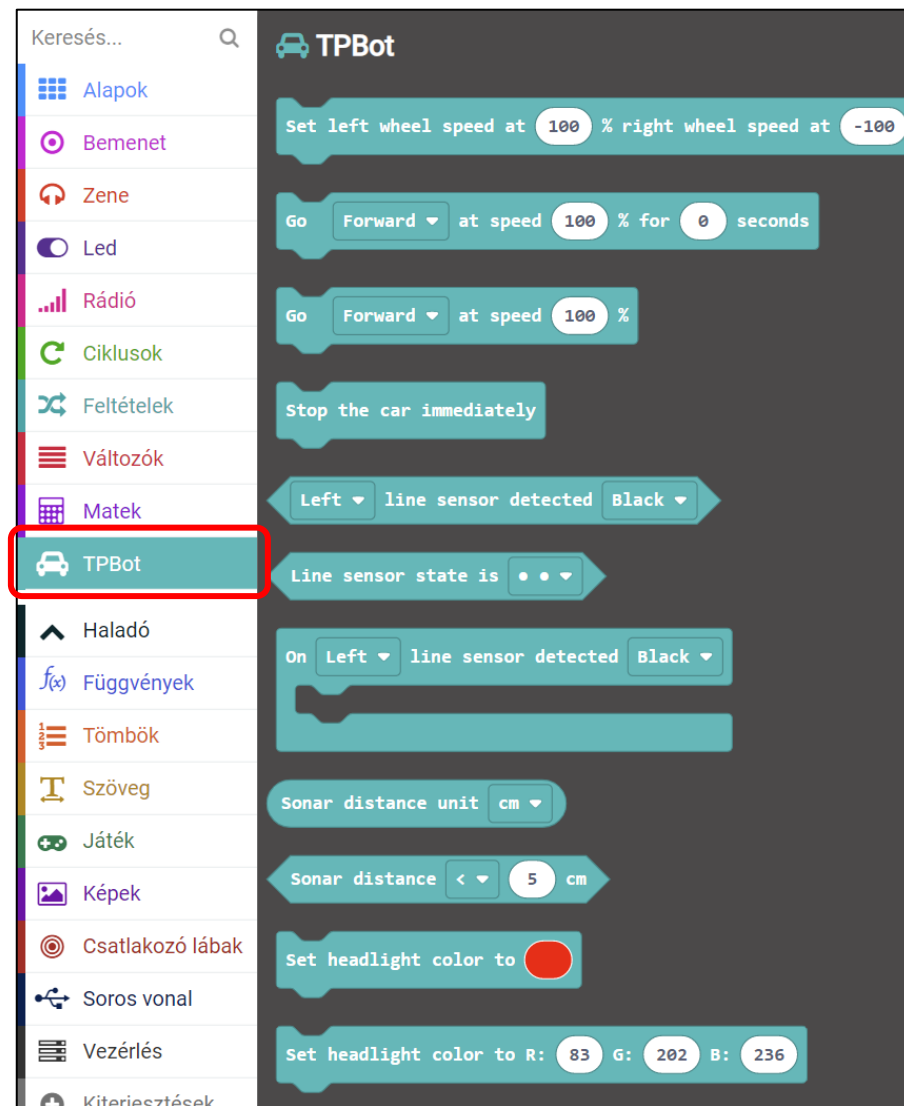 Keresés...
Alapok
Bemenet
Zene
Led
Rádió
Ciklusok
Feltételek
Változók
Matek
TPBot
Haladó
f(x) Függvények
1 2 3 Tömbök
T Szöveg
Játék
Képek
Csatlakozó lábak
Soros vonal
Vezérlés
Kiterjesztések
TPBot
Set left wheel speed at 100 % right wheel speed at -100
Go Forward at speed 100 % for 0 seconds
Go Forward at speed 100 %
Stop the car immediately
Left line sensor detected Black
Line sensor state is
On Left line sensor detected Black
Sonar distance unit cm
Sonar distance < 5 cm
Set headlight color to
Set headlight color to R: 83 G: 202 B: 236